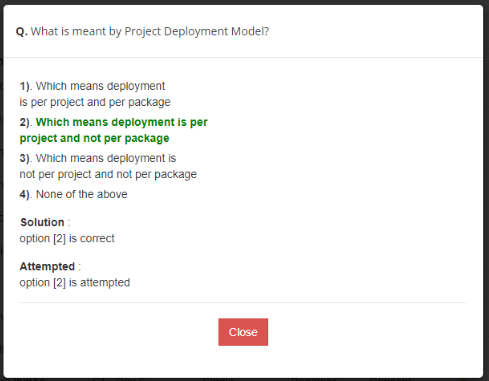 Q. What is meant by Project Deployment Model?
1). Which means deployment
is per project and per package
2). Which means deployment is per
project and not per package
3). Which means deployment is
not per project and not per package
4). None of the above
Solution :
option [2] is correct
Attempted :
option [2] is attempted
Close